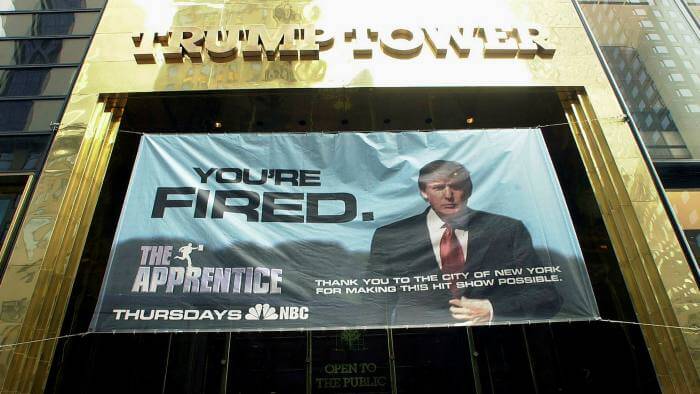 TRUMP TOWER
YOU'RE
FIRED.
THE
APPRENTICE
THURSDAYS NBC
THANK YOU TO THE CITY OF NEW YORK
FOR MAKING THIS HIT SHOW POSSIBLE.
OPEN TO
THE PUBLIC